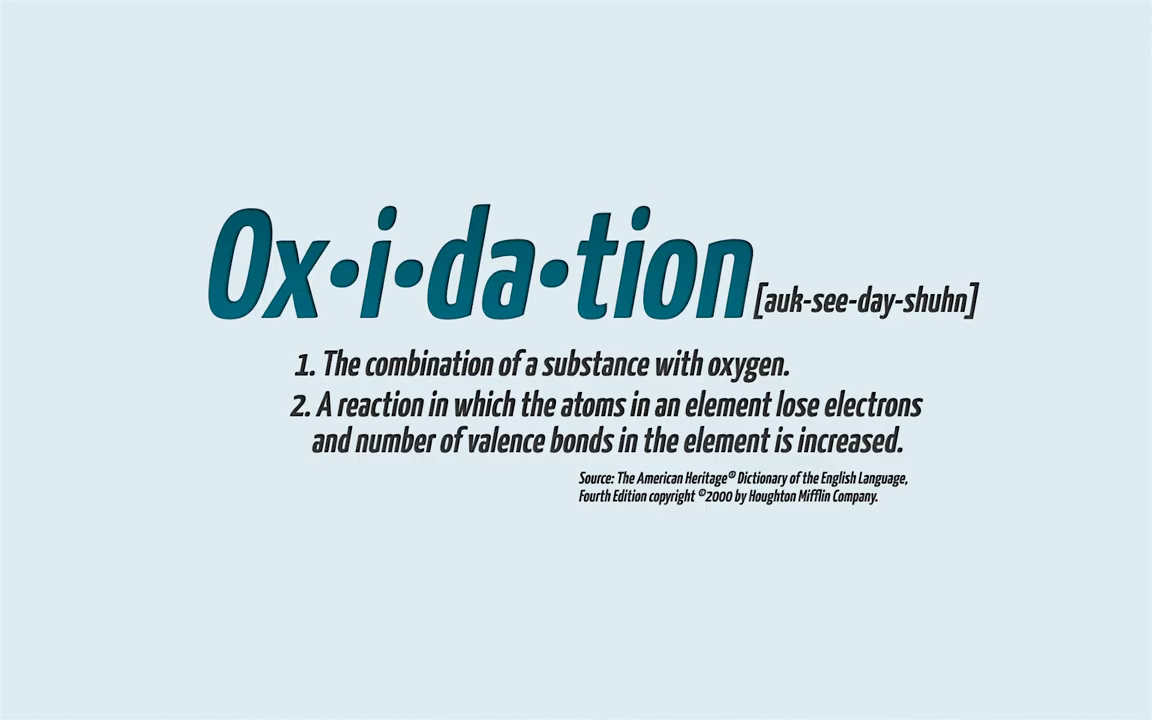 Ox•i•da•tion [auk-see-day-shuhn]
1. The combination of a substance with oxygen.
2. A reaction in which the atoms in an element lose electrons
and number of valence bonds in the element is increased.
Source: The American Heritage® Dictionary of the English Language,
Fourth Edition copyright ©2000 by Houghton Mifflin Company.